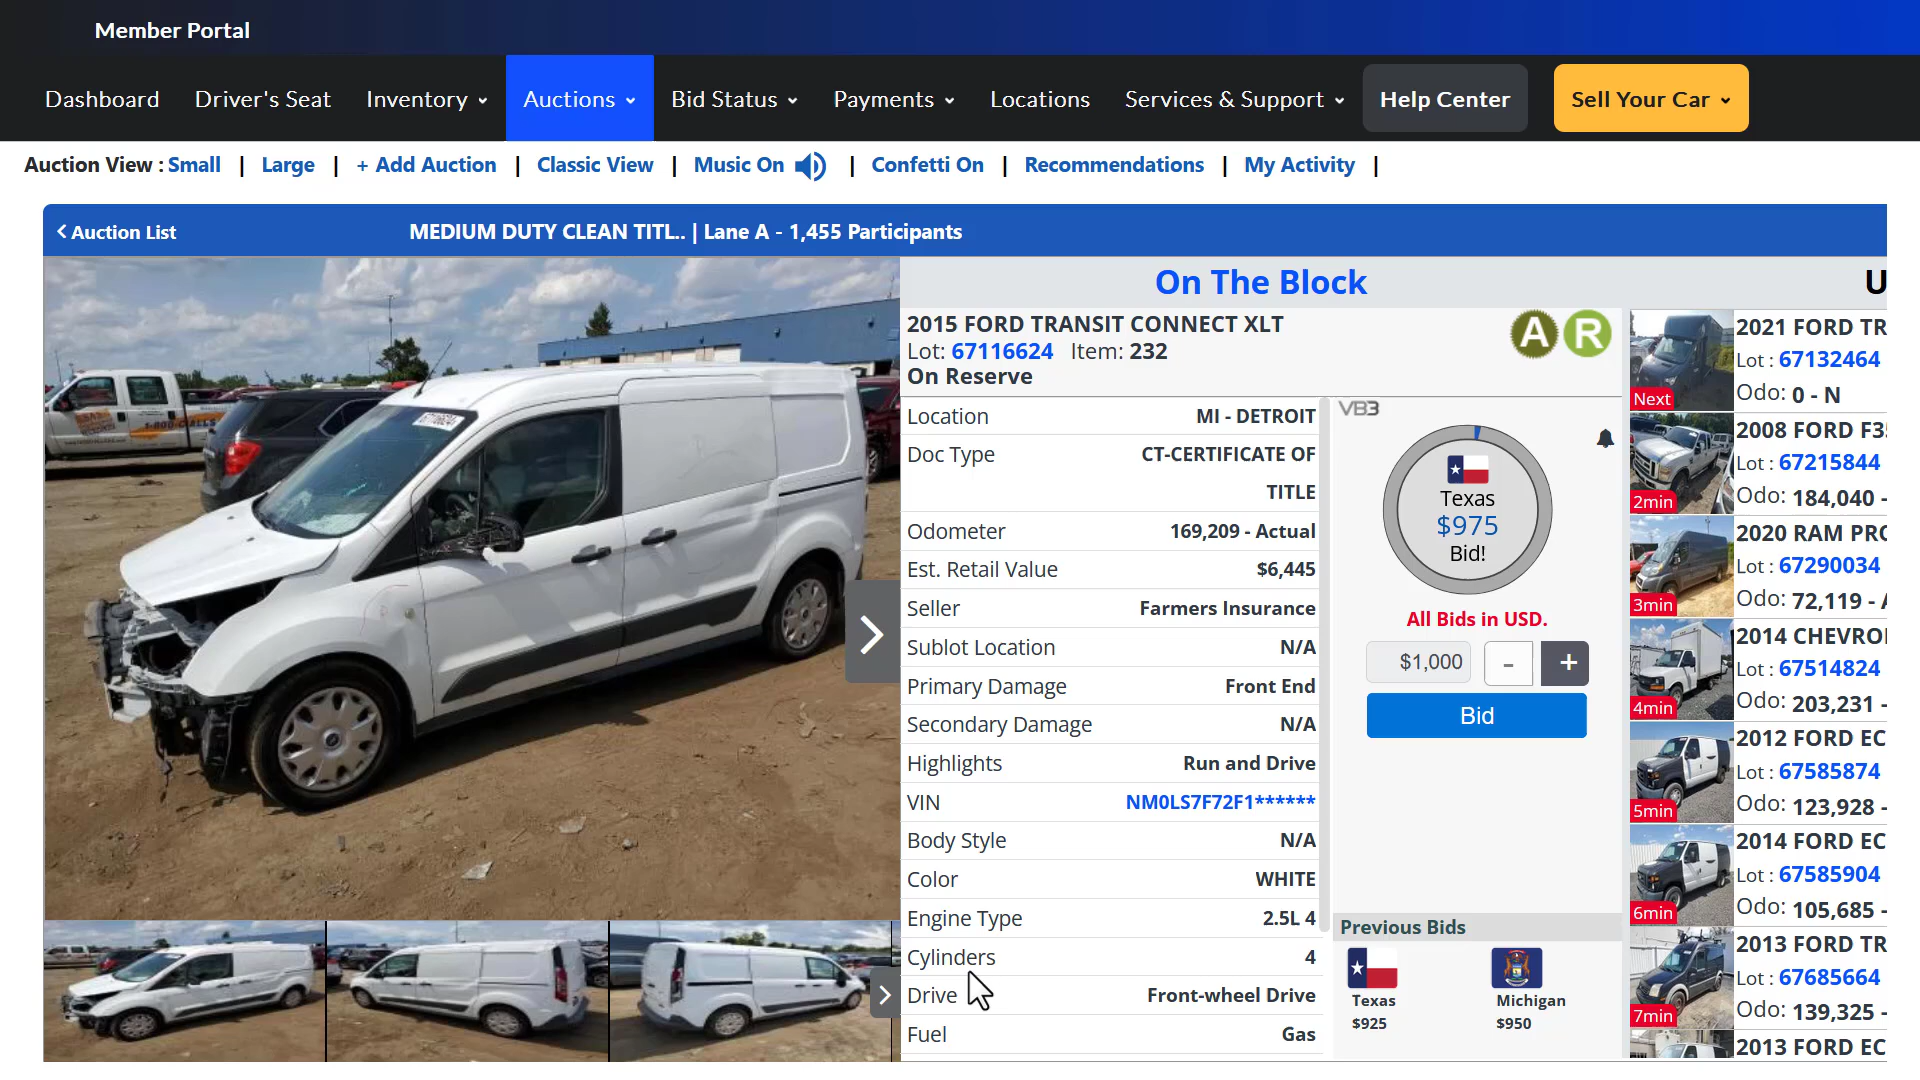 Member Portal
Dashboard
Driver's Seat
Inventory
Auctions
Bid Status
Payments
Locations
Services & Support
Help Center
Sell Your Car
Auction View : Small | Large | + Add Auction | Classic View | Music On | Confetti On | Recommendations | My Activity |
Auction List
MEDIUM DUTY CLEAN TITL.. | Lane A - 1,455 Participants
On The Block
2015 FORD TRANSIT CONNECT XLT
Lot: 67116624 Item: 232
On Reserve
A R
Location MI - DETROIT
Doc Type CT-CERTIFICATE OF
TITLE
Odometer 169,209 - Actual
Est. Retail Value $6,445
Seller Farmers Insurance
Sublot Location N/A
Primary Damage Front End
Secondary Damage N/A
Highlights Run and Drive
VIN NM0LS7F72F1******
Body Style N/A
Color WHITE
Engine Type 2.5L 4
Cylinders 4
Drive Front-wheel Drive
Fuel Gas
VB3
Texas
$975
Bid!
All Bids in USD.
$1,000
-
+
Bid
Previous Bids
Texas
$925
Michigan
$950
U
2021 FORD TR
Lot : 67132464
Odo: 0 - N
Next
2008 FORD F3
Lot : 67215844
Odo: 184,040 -
2min
2020 RAM PRO
Lot : 67290034
Odo: 72,119 - A
3min
2014 CHEVROL
Lot : 67514824
Odo: 203,231 -
4min
2012 FORD EC
Lot : 67585874
Odo: 123,928 -
5min
2014 FORD EC
Lot : 67585904
Odo: 105,685 -
6min
2013 FORD TR
Lot : 67685664
Odo: 139,325 -
7min
2013 FORD EC